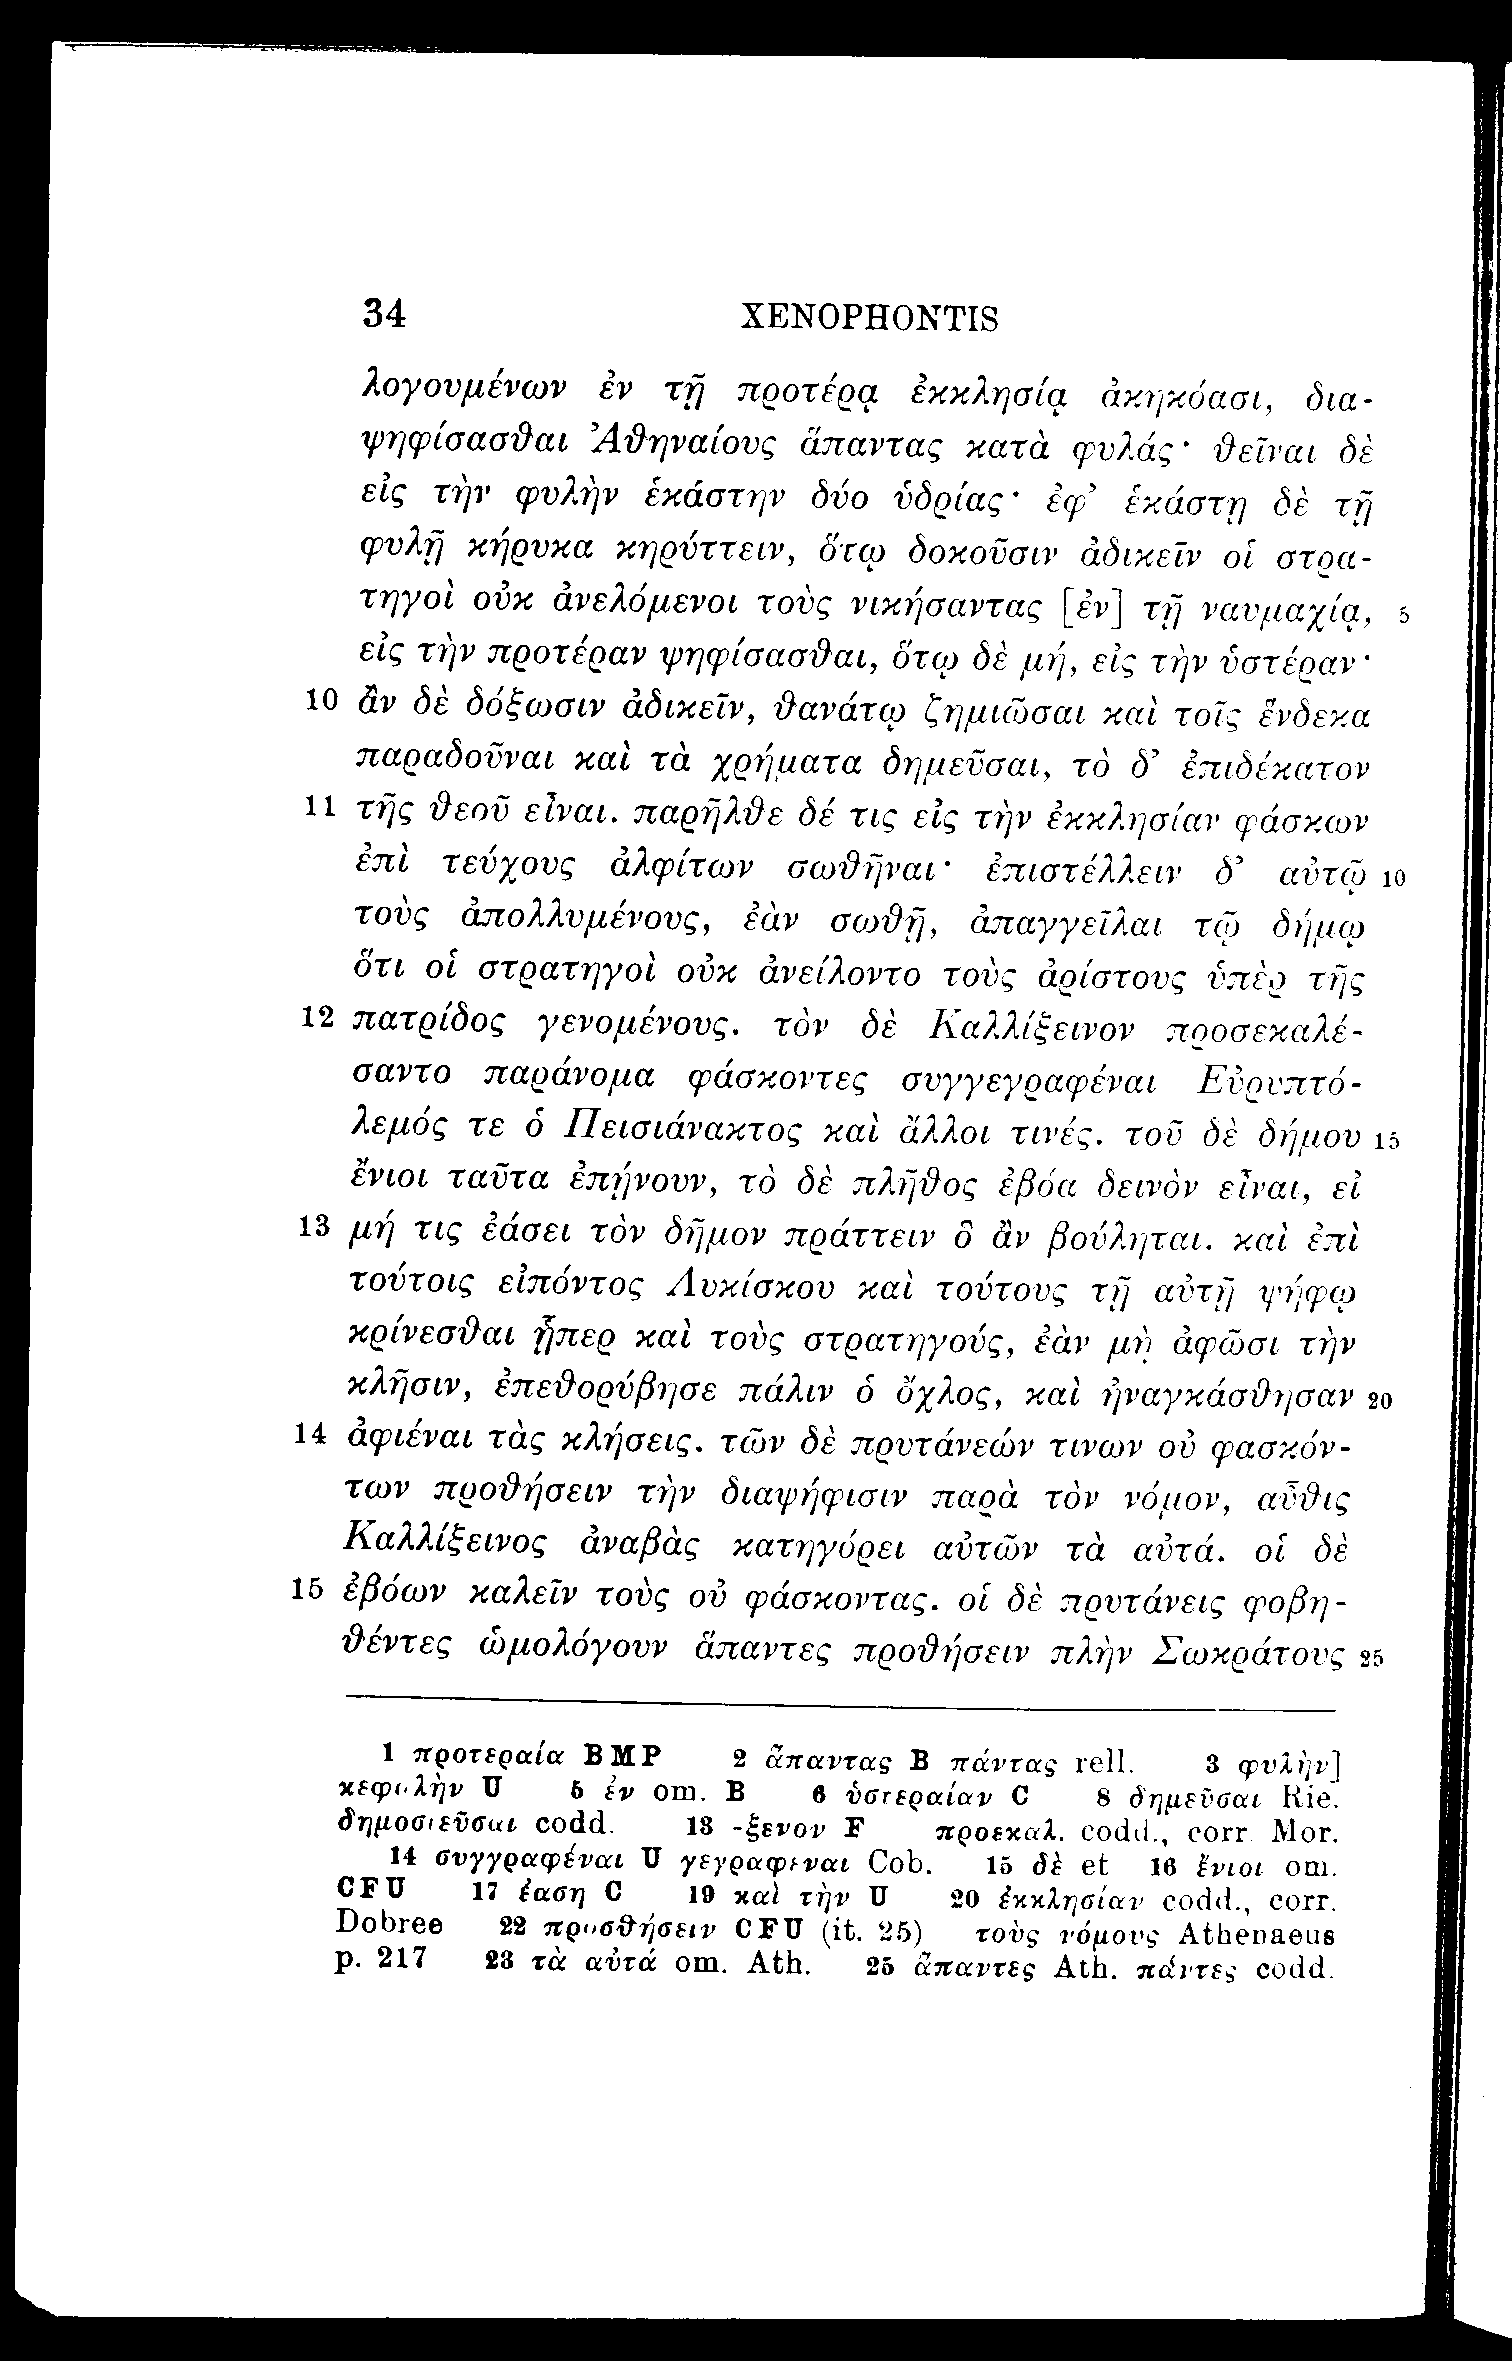 34 XENOPHONTIS
λογουμένων ἐν τῇ προτέρᾳ ἐκκλησίᾳ ἀκηκόασι, δια-
ψηφίσασθαι Ἀθηναίους ἅπαντας κατὰ φυλάς· θεῖναι δὲ
εἰς τὴν φυλὴν ἑκάστην δύο ὑδρίας· ἐφ’ ἑκάστῃ δὲ τῇ
φυλῇ κήρυκα κηρύττειν, ὅτῳ δοκοῦσιν ἀδικεῖν οἱ στρα-
τηγοὶ οὐκ ἀνελόμενοι τοὺς νικήσαντας [ἐν] τῇ ναυμαχίᾳ, 5
εἰς τὴν προτέραν ψηφίσασθαι, ὅτῳ δὲ μή, εἰς τὴν ὑστέραν·
10 ἂν δὲ δόξωσιν ἀδικεῖν, θανάτῳ ζημιῶσαι καὶ τοῖς ἕνδεκα
παραδοῦναι καὶ τὰ χρήματα δημεῦσαι, τὸ δ’ ἐπιδέκατον
11 τῆς θεοῦ εἶναι. παρῆλθε δέ τις εἰς τὴν ἐκκλησίαν φάσκων
ἐπὶ τεύχους ἀλφίτων σωθῆναι· ἐπιστέλλειν δ’ αὐτῷ 10
τοὺς ἀπολλυμένους, ἐὰν σωθῇ, ἀπαγγεῖλαι τῷ δήμῳ
ὅτι οἱ στρατηγοὶ οὐκ ἀνείλοντο τοὺς ἀρίστους ὑπὲρ τῆς
12 πατρίδος γενομένους. τὸν δὲ Καλλίξεινον προσεκαλέ-
σαντο παράνομα φάσκοντες συγγεγραφέναι Εὐρυπτό-
λεμός τε ὁ Πεισιάνακτος καὶ ἄλλοι τινές. τοῦ δὲ δήμου 15
ἔνιοι ταῦτα ἐπῄνουν, τὸ δὲ πλῆθος ἐβόα δεινὸν εἶναι, εἰ
13 μή τις ἐάσει τὸν δῆμον πράττειν ὃ ἂν βούληται. καὶ ἐπὶ
τούτοις εἰπόντος Λυκίσκου καὶ τούτους τῇ αὐτῇ ψήφῳ
κρίνεσθαι ᾗπερ καὶ τοὺς στρατηγούς, ἐὰν μὴ ἀφῶσι τὴν
κλῆσιν, ἐπεθορύβησε πάλιν ὁ ὄχλος, καὶ ἠναγκάσθησαν 20
14 ἀφιέναι τὰς κλήσεις. τῶν δὲ πρυτάνεών τινων οὐ φασκόν-
των προθήσειν τὴν διαψήφισιν παρὰ τὸν νόμον, αὖθις
Καλλίξεινος ἀναβὰς κατηγόρει αὐτῶν τὰ αὐτά. οἱ δὲ
15 ἐβόων καλεῖν τοὺς οὐ φάσκοντας. οἱ δὲ πρυτάνεις φοβη-
θέντες ὡμολόγουν ἅπαντες προθήσειν πλὴν Σωκράτους 25
1 προτεραία BMP 2 ἅπαντας B πάντας rell. 3 φυλὴν]
κεφαλὴν U 5 ἐν om. B 6 ὑστεραίαν C 8 δημεῦσαι Rie.
δημοσιεῦσαι codd. 13 -ξενον F προεκαλ. codd., corr Mor.
14 συγγραφέναι U γεγραφέναι Cob. 15 δὲ et 16 ἔνιοι om.
CFU 17 ἐαση C 19 καὶ τὴν U 20 ἐκκλησίαν codd., corr.
Dobree 22 προσθήσειν CFU (it. 25) τοὺς νόμους Athenaeus
p. 217 23 τὰ αὐτά om. Ath. 25 ἅπαντες Ath. πάντες codd.